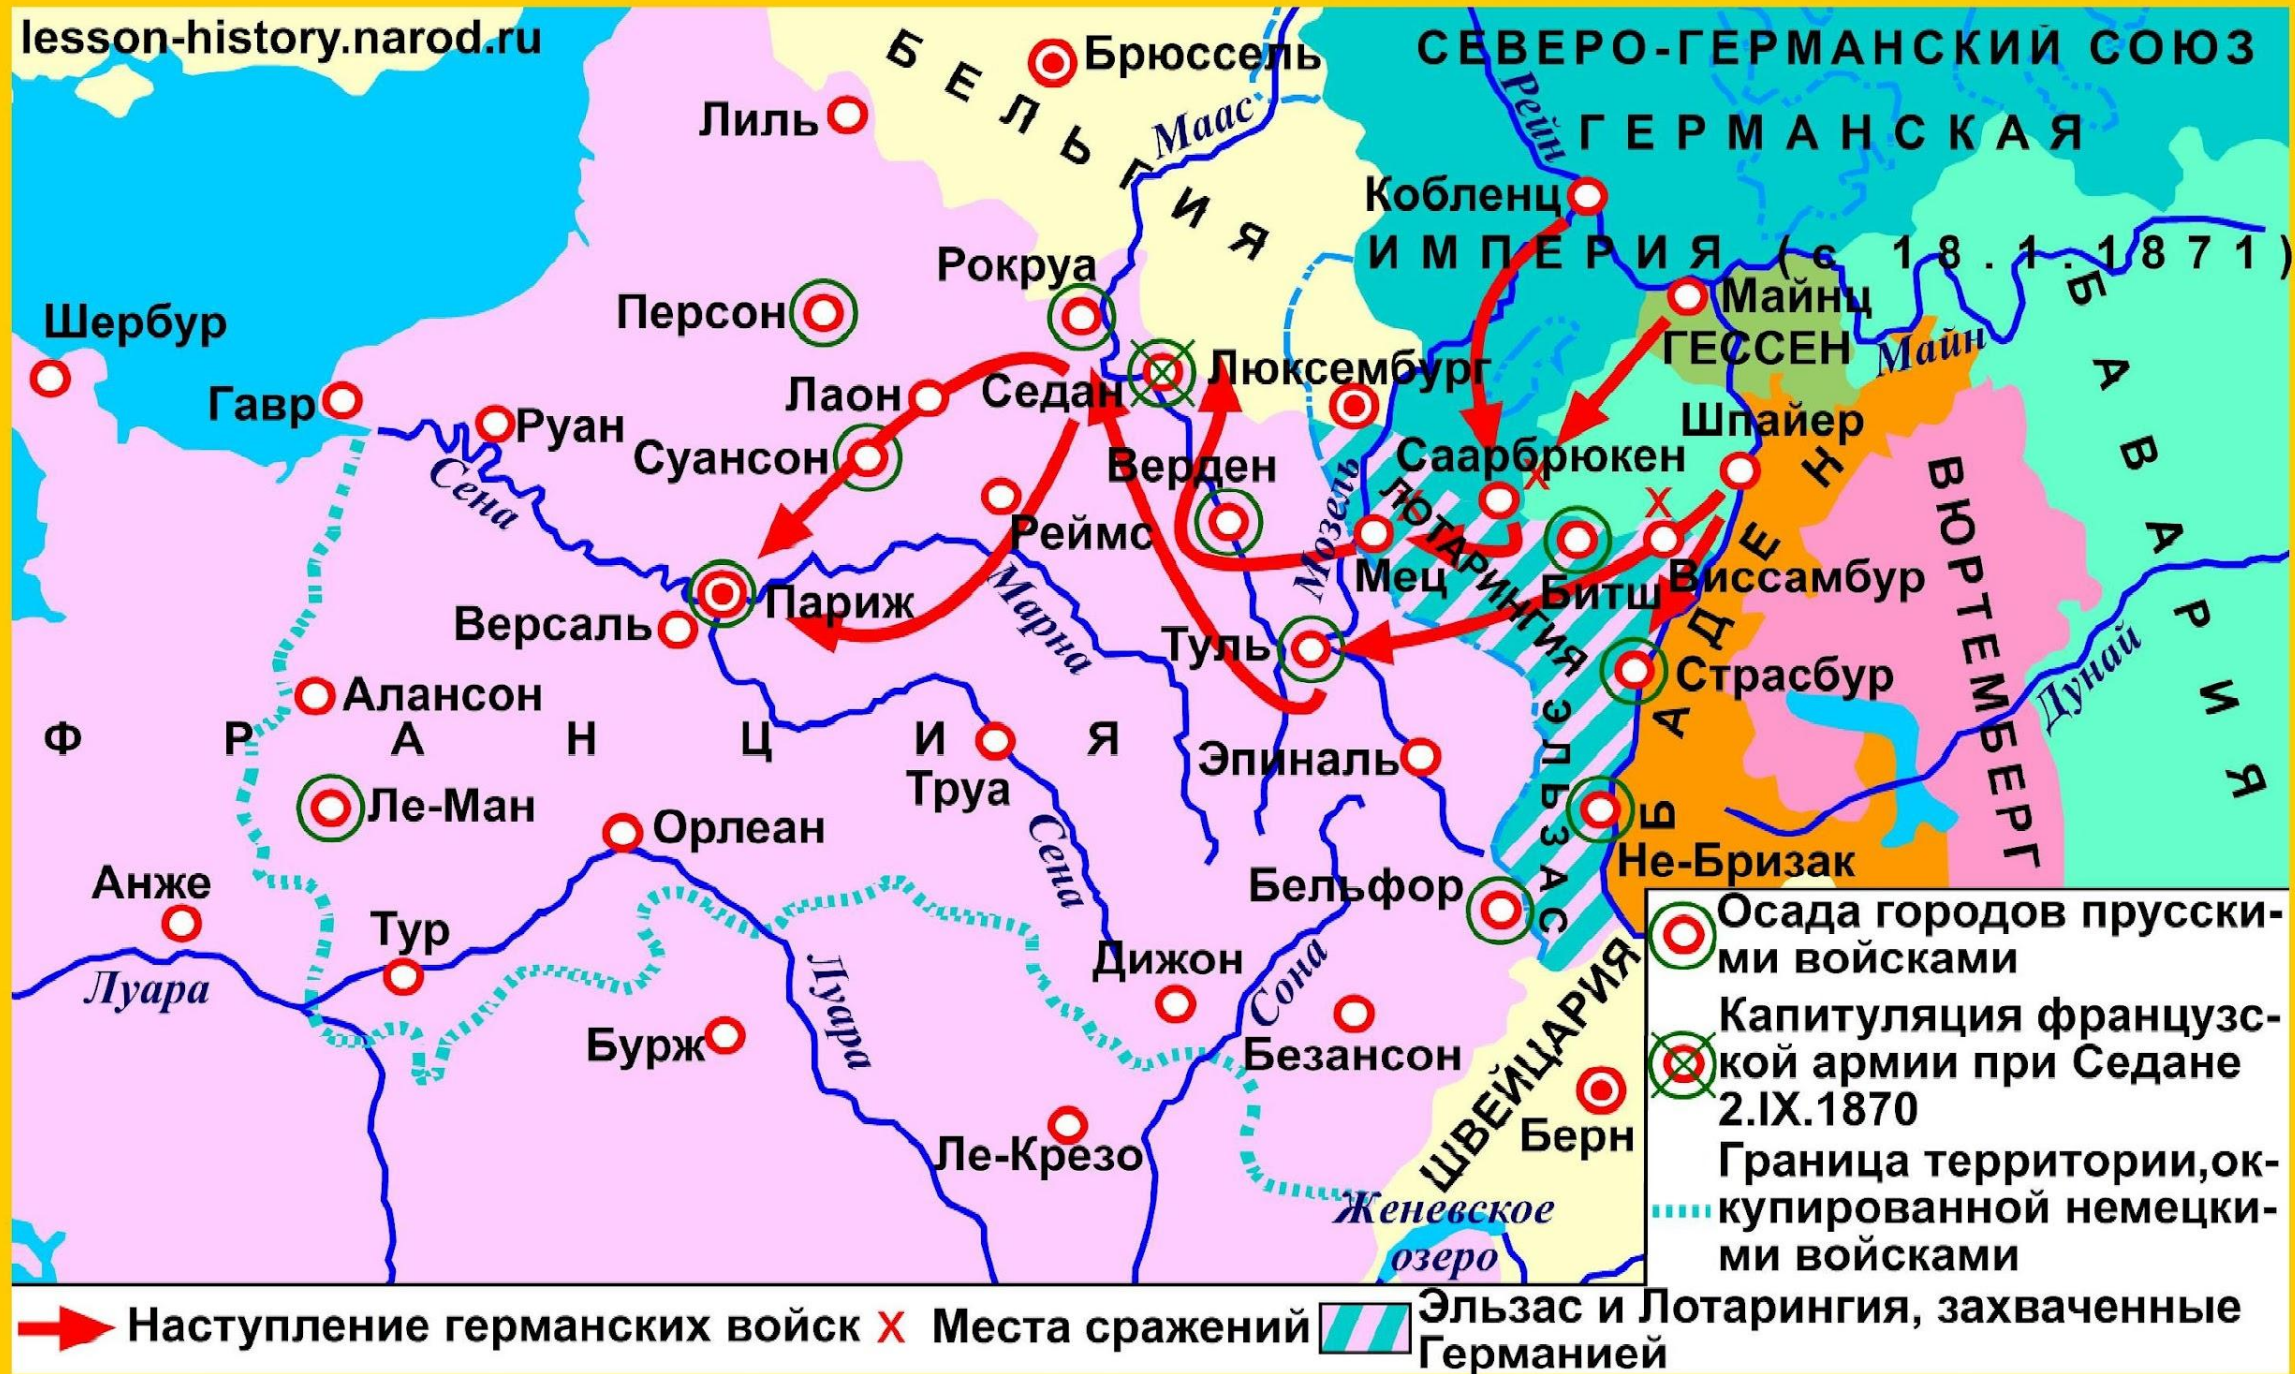 lesson-history.narod.ru
БЕЛЬГИЯ
Брюссель
СЕВЕРО-ГЕРМАНСКИЙ СОЮЗ
Лиль
Маас
Рейн
ГЕРМАНСКАЯ
Кобленц
ИМПЕРИЯ (с 18.1.1871)
Рокруа
Персон
Майнц
ГЕССЕН
Майн
БАВАРИЯ
Шербур
Гавр
Руан
Лаон
Седан
Люксембург
Шпайер
Суансон
Сена
Верден
Саарбрюкен
Реймс
Мозель
ЛОТАРИНГИЯ
Мец
Битш
Виссамбур
БАДЕН
ВЮРТЕМБЕРГ
Париж
Версаль
Марна
Туль
Страсбур
Дунай
Алансон
ФРАНЦИЯ
Эпиналь
ЭЛЬЗАС
Труа
Ле-Ман
Орлеан
Сена
Не-Бризак
Анже
Тур
Бельфор
Луара
Луара
Дижон
Сона
Бурж
Безансон
ШВЕЙЦАРИЯ
Берн
Ле-Крезо
Женевское
озеро
Осада городов прусски-
ми войсками
Капитуляция французс-
кой армии при Седане
2.IX.1870
Граница территории,ок-
купированной немецки-
ми войсками
Наступление германских войск
X Места сражений
Эльзас и Лотарингия, захваченные
Германией